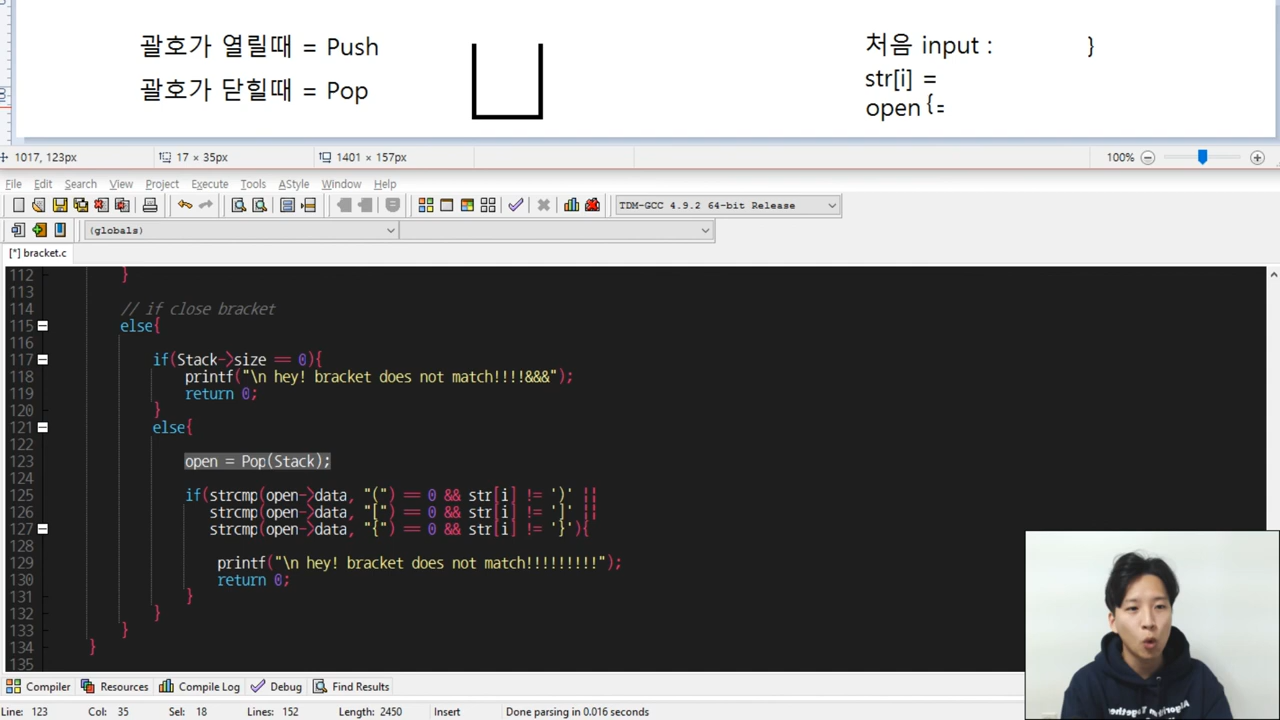 괄호가 열릴때 = Push
괄호가 닫힐때 = Pop
처음 input : }
str[i] =
open {=
1017, 123px
17 × 35px
1401 × 157px
100%
File Edit Search View Project Execute Tools AStyle Window Help
TDM-GCC 4.9.2 64-bit Release
(globals)
[*] bracket.c
112 }
113
114 // if close bracket
115 else{
116
117 if(Stack->size == 0){
118 printf("\n hey! bracket does not match!!!!&&&");
119 return 0;
120 }
121 else{
122
123 open = Pop(Stack);
124
125 if(strcmp(open->data, "(") == 0 && str[i] != ')' ||
126 strcmp(open->data, "[") == 0 && str[i] != ']' ||
127 strcmp(open->data, "{") == 0 && str[i] != '}'){
128
129 printf("\n hey! bracket does not match!!!!!!!!!");
130 return 0;
131 }
132 }
133 }
134 }
135
Compiler Resources Compile Log Debug Find Results
Line: 123 Col: 35 Sel: 18 Lines: 152 Length: 2450 Insert Done parsing in 0.016 seconds